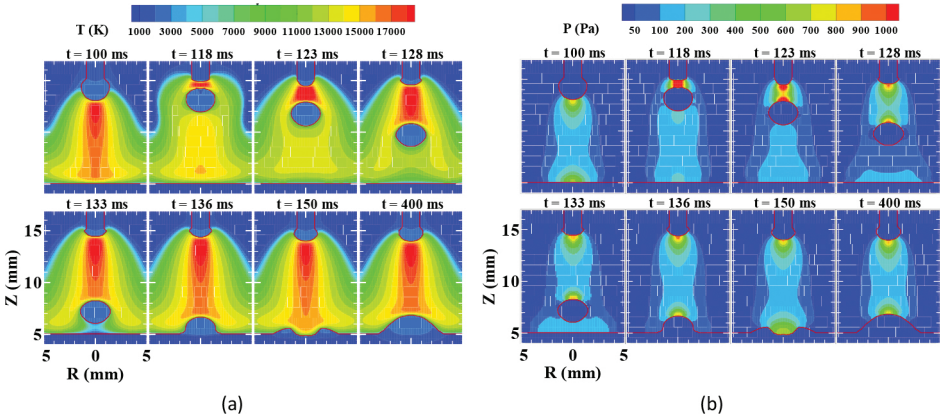 T (K)
1000 3000 5000 7000 9000 11000 13000 15000 17000
t = 100 ms t = 118 ms t = 123 ms t = 128 ms
t = 133 ms t = 136 ms t = 150 ms t = 400 ms
15
10
5
Z (mm)
5 0 5
R (mm)
(a)
P (Pa)
50 100 200 300 400 500 600 700 800 900 1000
t = 100 ms t = 118 ms t = 123 ms t = 128 ms
t = 133 ms t = 136 ms t = 150 ms t = 400 ms
15
10
5
Z (mm)
5 0 5
R (mm)
(b)